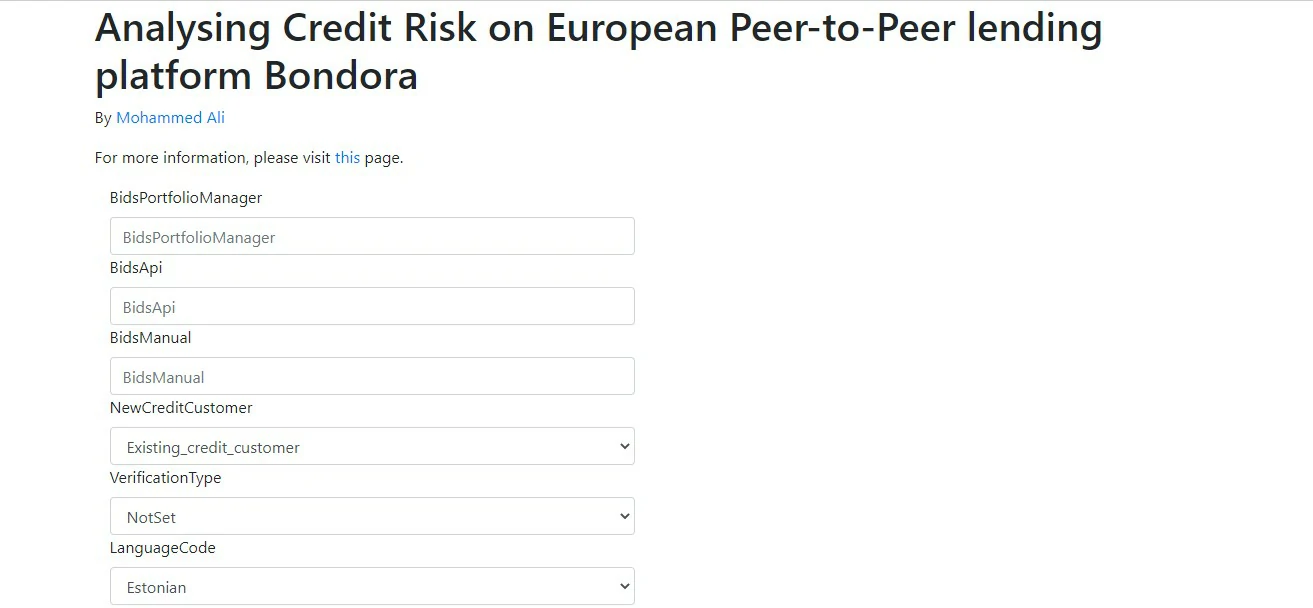 Analysing Credit Risk on European Peer-to-Peer lending
platform Bondora
By Mohammed Ali
For more information, please visit this page.
BidsPortfolioManager
BidsPortfolioManager
BidsApi
BidsApi
BidsManual
BidsManual
NewCreditCustomer
Existing_credit_customer
VerificationType
NotSet
LanguageCode
Estonian